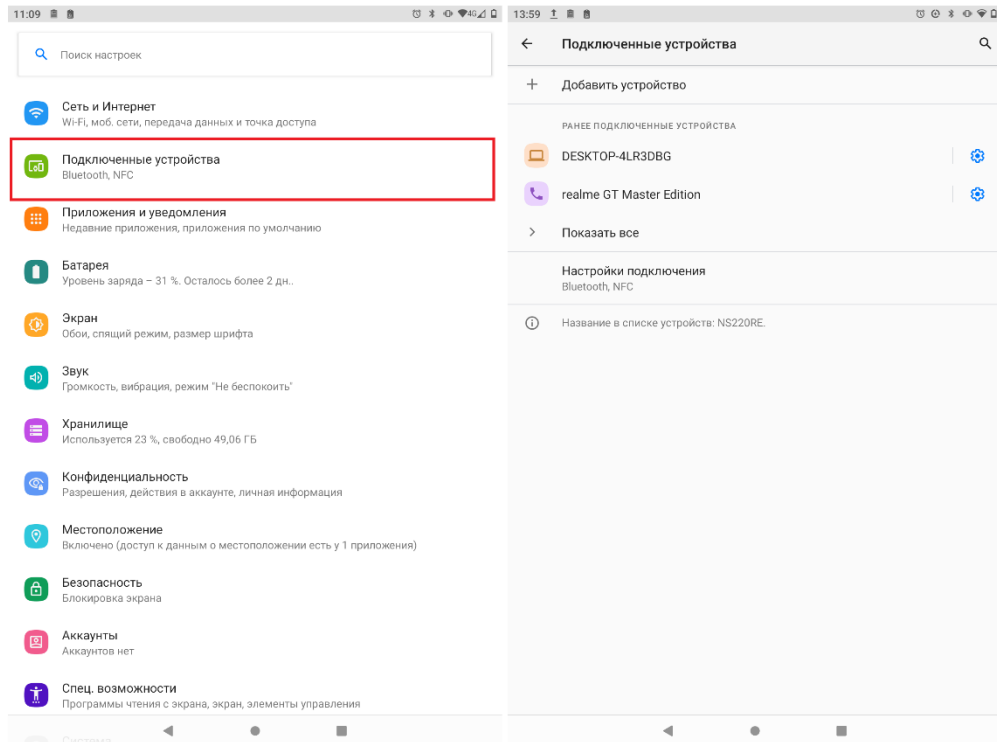 11:09
4G
Поиск настроек
Сеть и Интернет
Wi-Fi, моб. сети, передача данных и точка доступа
Подключенные устройства
Bluetooth, NFC
Приложения и уведомления
Недавние приложения, приложения по умолчанию
Батарея
Уровень заряда – 31 %. Осталось более 2 дн..
Экран
Обои, спящий режим, размер шрифта
Звук
Громкость, вибрация, режим "Не беспокоить"
Хранилище
Используется 23 %, свободно 49,06 ГБ
Конфиденциальность
Разрешения, действия в аккаунте, личная информация
Местоположение
Включено (доступ к данным о местоположении есть у 1 приложения)
Безопасность
Блокировка экрана
Аккаунты
Аккаунтов нет
Спец. возможности
Программы чтения с экрана, экран, элементы управления
Система
13:59
Подключенные устройства
Добавить устройство
РАНЕЕ ПОДКЛЮЧЕННЫЕ УСТРОЙСТВА
DESKTOP-4LR3DBG
realme GT Master Edition
Показать все
Настройки подключения
Bluetooth, NFC
Название в списке устройств: NS220RE.